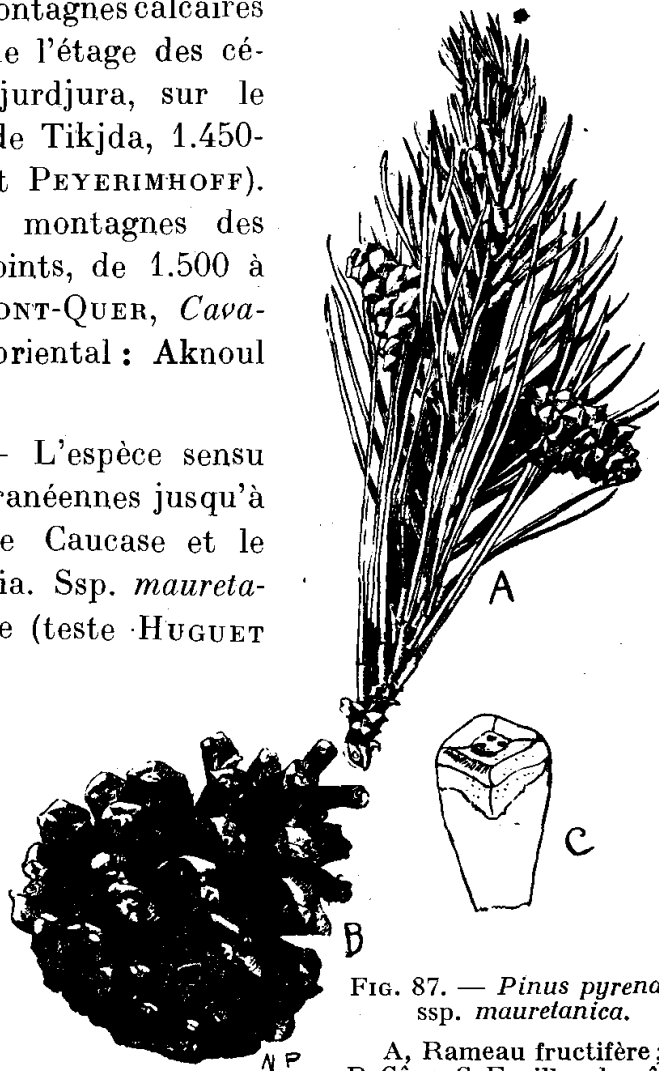 ontagnes calcaires
e l'étage des cé-
jurdjura, sur le
de Tikjda, 1.450-
t PEYERIMHOFF).
montagnes des
oints, de 1.500 à
ONT-QUER, Cava-
oriental : Aknoul
— L'espèce sensu
ranéennes jusqu'à
e Caucase et le
ia. Ssp. maureta-
e (teste HUGUET
A
C
B
N P
FIG. 87. — Pinus pyrena
ssp. mauretanica.
A, Rameau fructifère ;